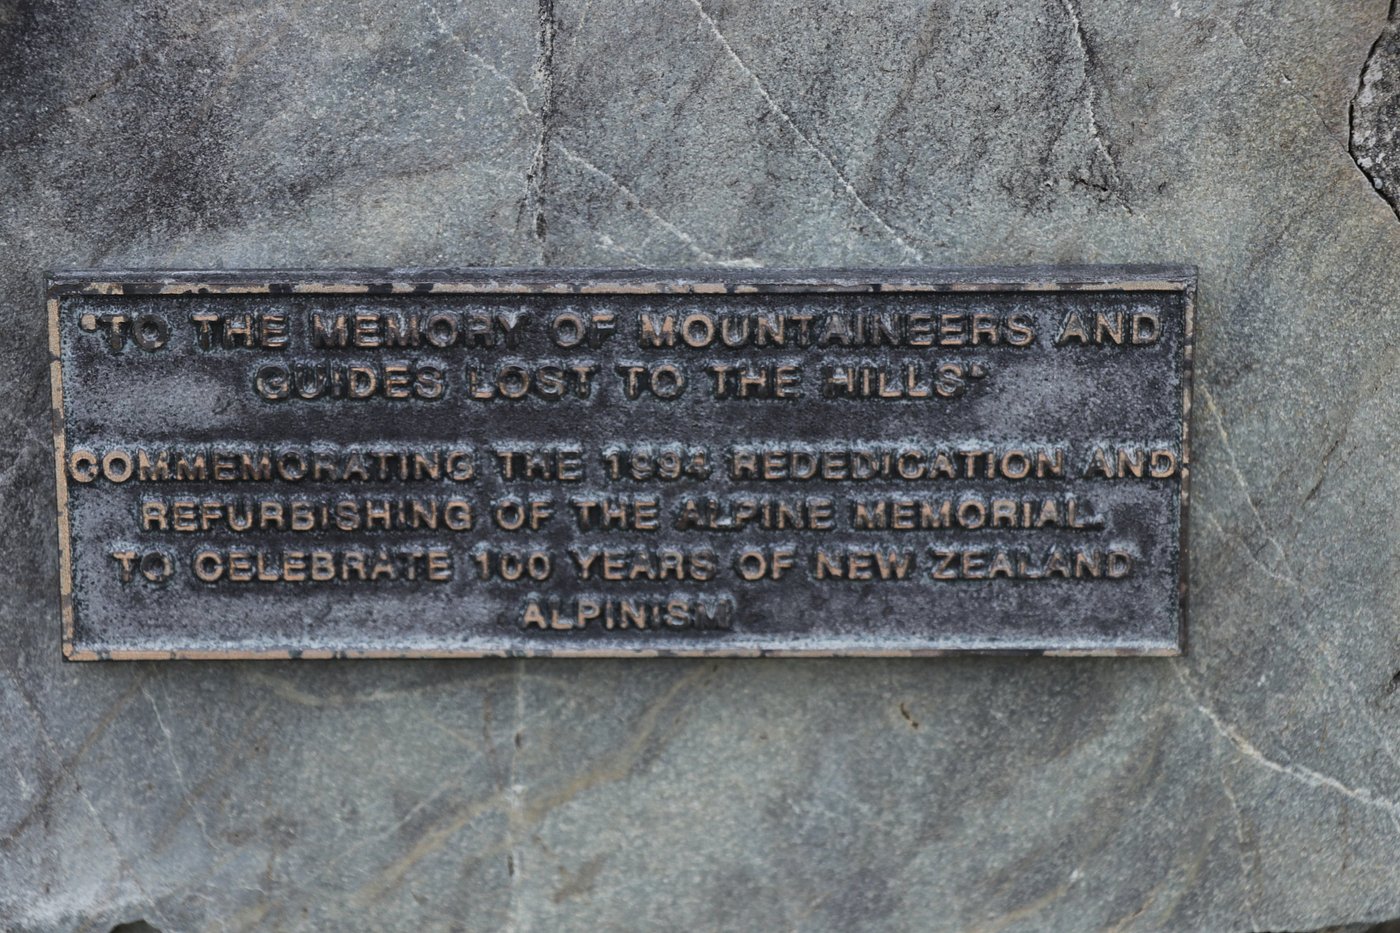 "TO THE MEMORY OF MOUNTAINEERS AND
GUIDES LOST TO THE HILLS"
COMMEMORATING THE 1994 REDEDICATION AND
REFURBISHING OF THE ALPINE MEMORIAL.
TO CELEBRATE 100 YEARS OF NEW ZEALAND
ALPINISM